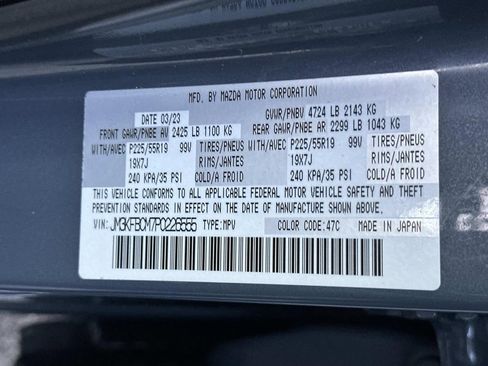 MFD. BY MAZDA MOTOR CORPORATION
DATE 03/23 GVWR/PNBV 4724 LB 2143 KG
FRONT GAWR/PNBE AV 2425 LB 1100 KG REAR GAWR/PNBE AR 2299 LB 1043 KG
WITH/AVEC P225/55R19 99V TIRES/PNEUS WITH/AVEC P225/55R19 99V TIRES/PNEUS
19X7J RIMS/JANTES 19X7J RIMS/JANTES
240 KPA/35 PSI COLD/A FROID 240 KPA/35 PSI COLD/A FROID
THIS VEHICLE CONFORMS TO ALL APPLICABLE FEDERAL MOTOR VEHICLE SAFETY AND THEFT
PREVENTION STANDARDS IN EFFECT ON THE DATE OF MANUFACTURE SHOWN ABOVE.
VIN: JM3KFBCM7P0226555 TYPE:MPV COLOR CODE:47C MADE IN JAPAN